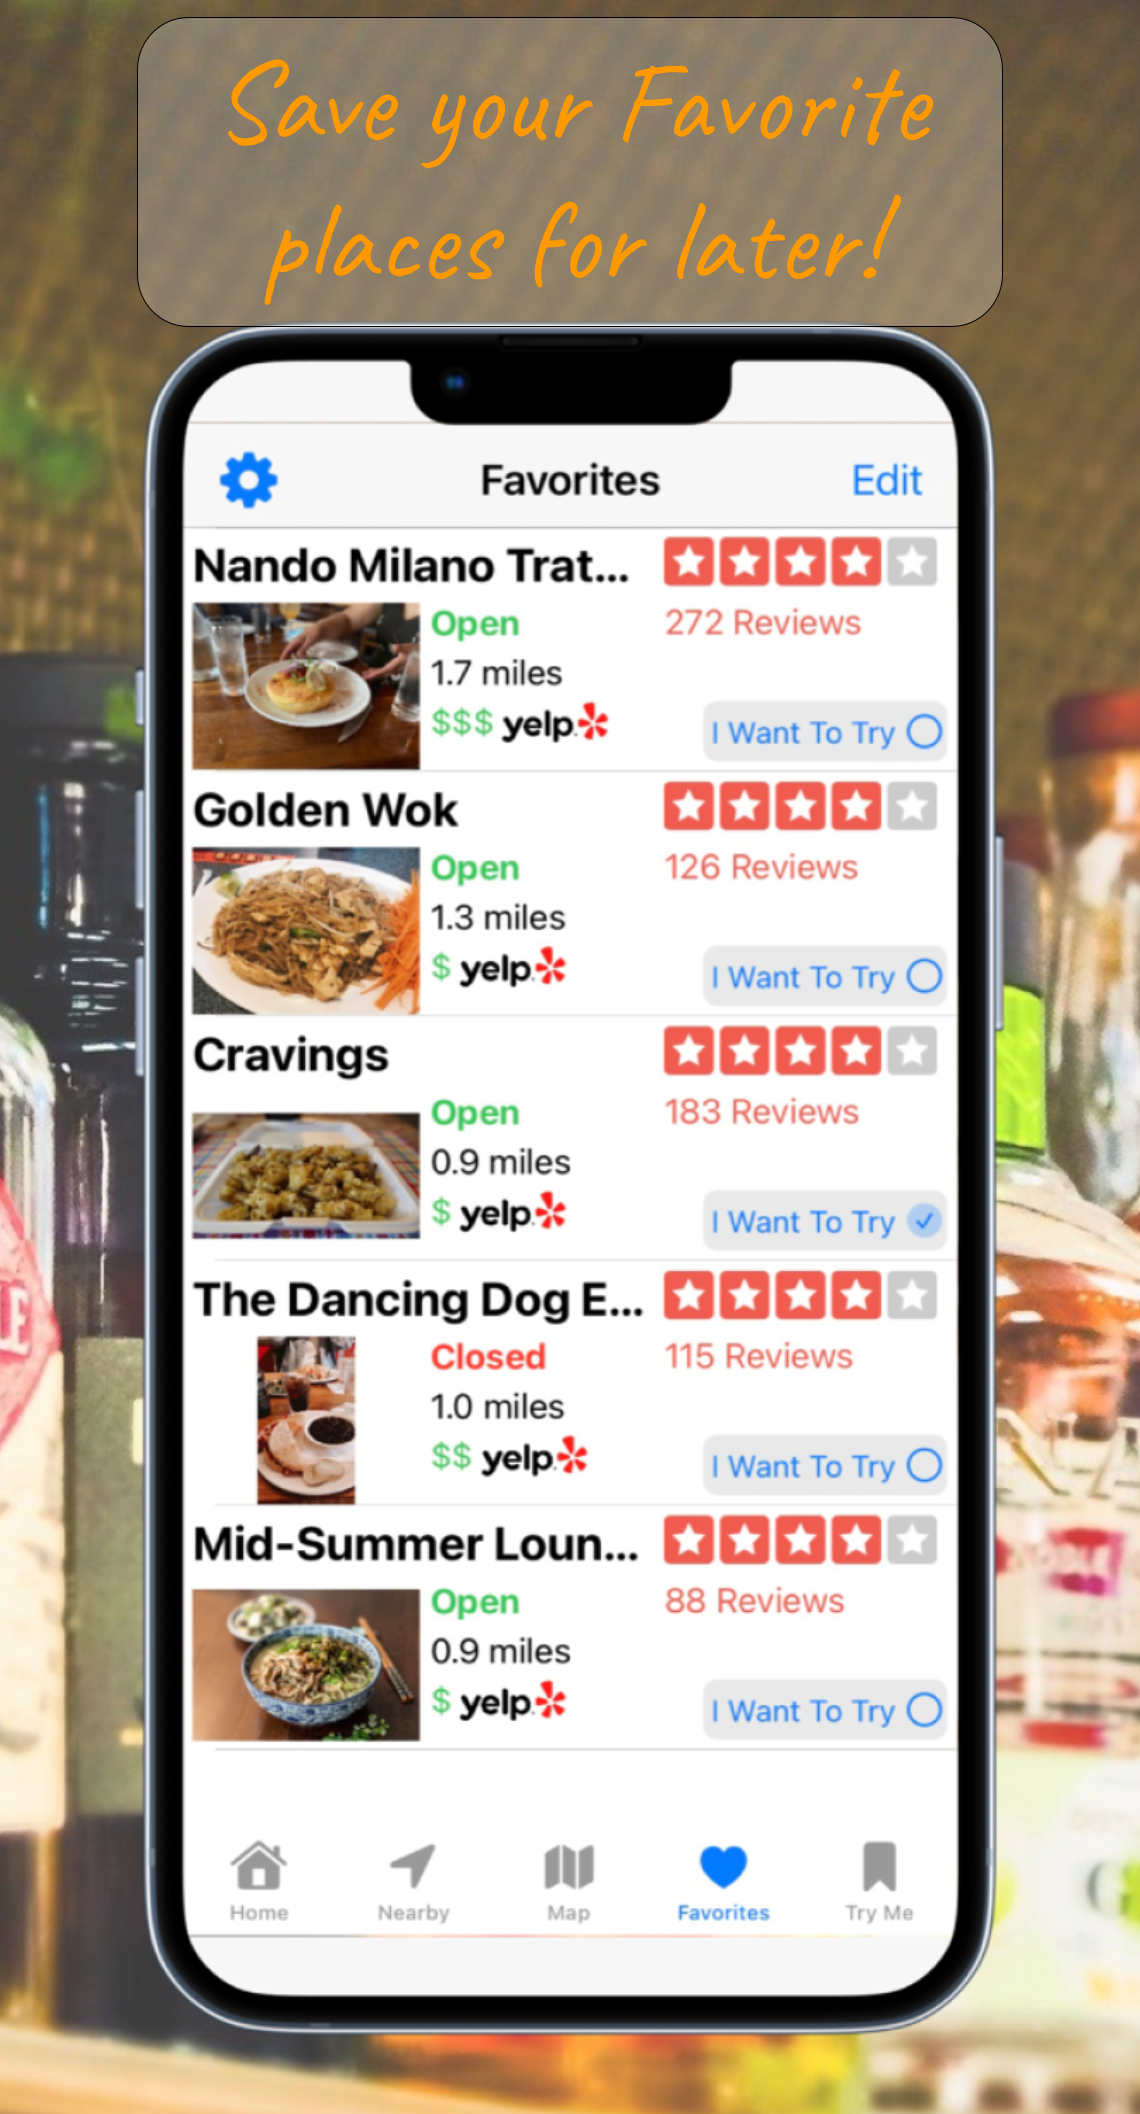 Save your Favorite
places for later!
Favorites
Edit
Nando Milano Trat...
Open
272 Reviews
1.7 miles
$$$ yelp
I Want To Try
Golden Wok
Open
126 Reviews
1.3 miles
$ yelp
I Want To Try
Cravings
Open
183 Reviews
0.9 miles
$ yelp
I Want To Try
The Dancing Dog E...
Closed
115 Reviews
1.0 miles
$$ yelp
I Want To Try
Mid-Summer Loun...
Open
88 Reviews
0.9 miles
$ yelp
I Want To Try
Home
Nearby
Map
Favorites
Try Me